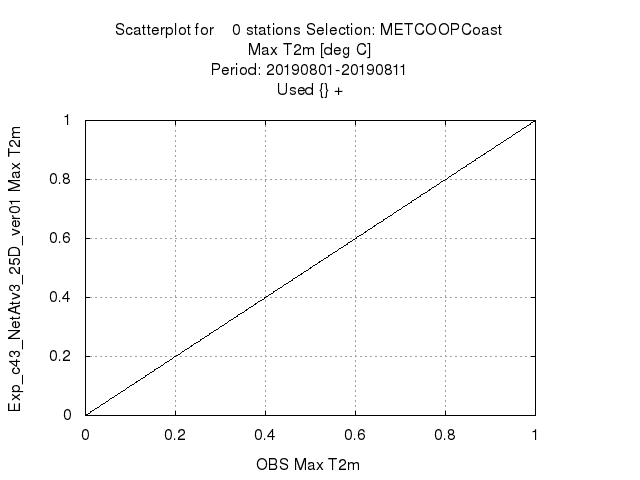 Scatterplot for    0 stations Selection: METCOOPCoast
Max T2m [deg C]
Period: 20190801-20190811
Used {} +
Exp_c43_NetAtv3_25D_ver01 Max T2m
1
0.8
0.6
0.4
0.2
0
0 0.2 0.4 0.6 0.8 1
OBS Max T2m